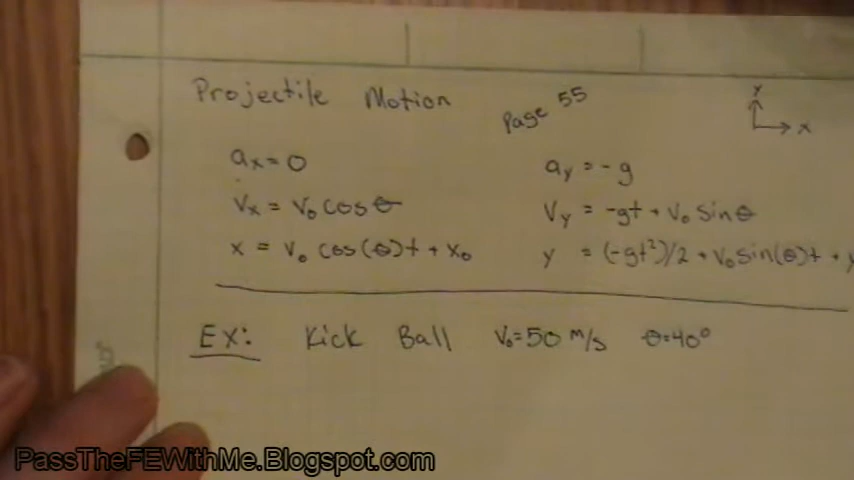 Projectile Motion Page 55
y
x
ax = 0 ay = -g
Vx = V₀ cos θ Vy = -gt + V₀ sin θ
x = V₀ cos(θ)t + x₀ y = (-gt²)/2 + V₀ sin(θ)t + y
Ex: Kick Ball V₀=50 m/s θ=40°
PassTheFEWithMe.Blogspot.com